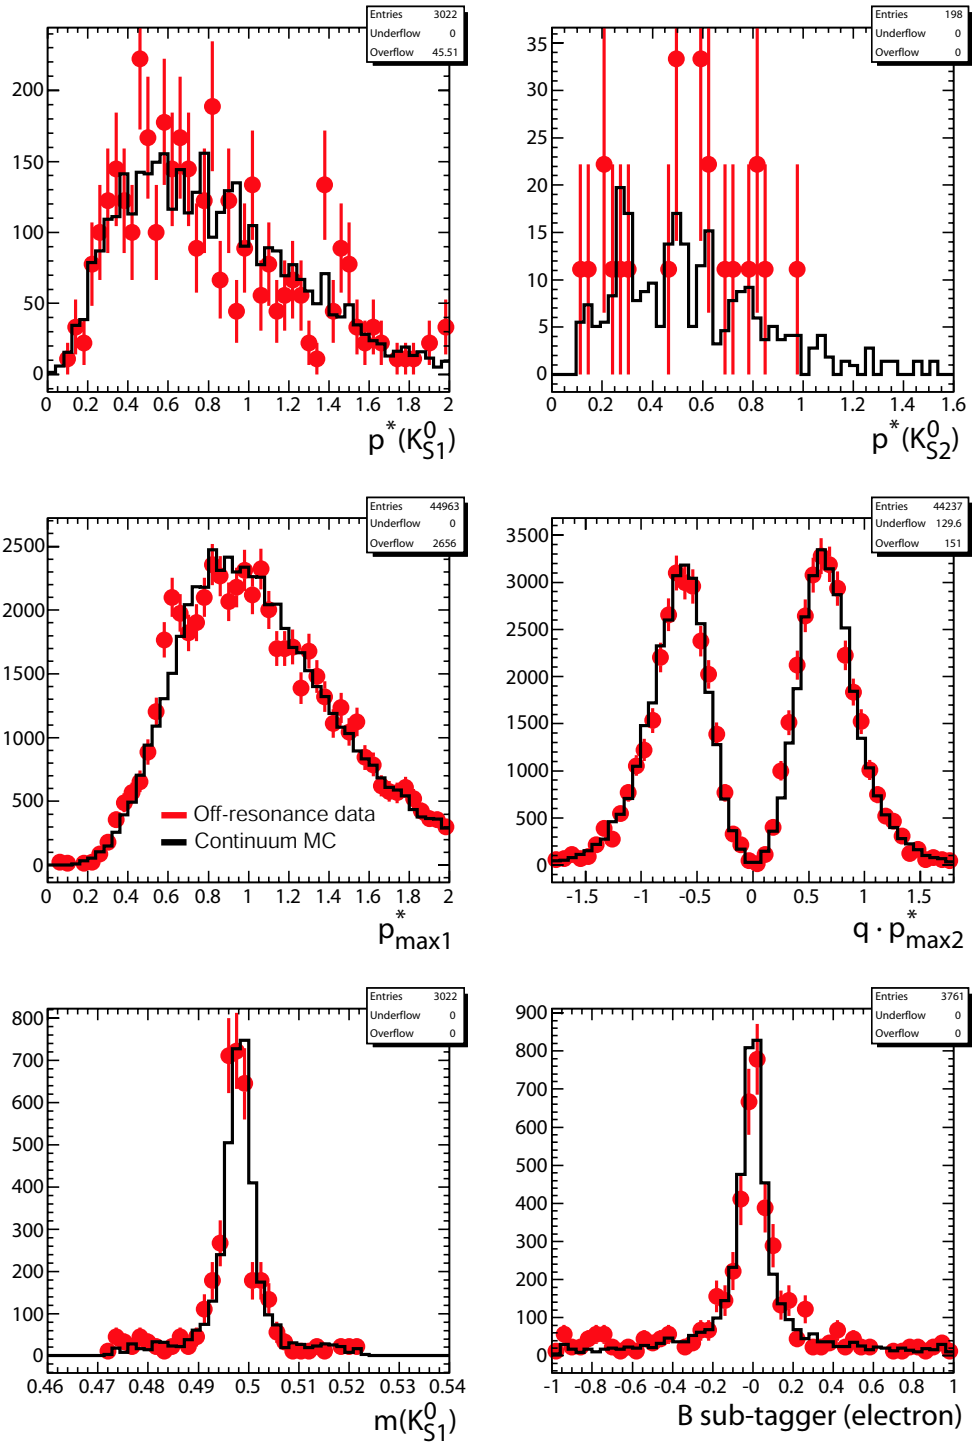 Entries 3022
Underflow 0
Overflow 45.51
200
150
100
50
0
0 0.2 0.4 0.6 0.8 1.0 1.2 1.4 1.6 1.8 2
p*(K⁰S1)
Entries 198
Underflow 0
Overflow 0
35
30
25
20
15
10
5
0
0 0.2 0.4 0.6 0.8 1 1.2 1.4 1.6
p*(K⁰S2)
Entries 44963
Underflow 0
Overflow 2656
2500
2000
1500
1000
500
0
Off-resonance data
Continuum MC
0 0.2 0.4 0.6 0.8 1.0 1.2 1.4 1.6 1.8 2
p*max1
Entries 44237
Underflow 129.6
Overflow 151
3500
3000
2500
2000
1500
1000
500
0
-1.5 -1 -0.5 0 0.5 1 1.5
q · p*max2
Entries 3022
Underflow 0
Overflow 0
800
700
600
500
400
300
200
100
0
0.46 0.47 0.48 0.49 0.5 0.51 0.52 0.53 0.54
m(K⁰S1)
Entries 3761
Underflow 0
Overflow 0
900
800
700
600
500
400
300
200
100
0
-1 -0.8 -0.6 -0.4 -0.2 -0 0.2 0.4 0.6 0.8 1
B sub-tagger (electron)